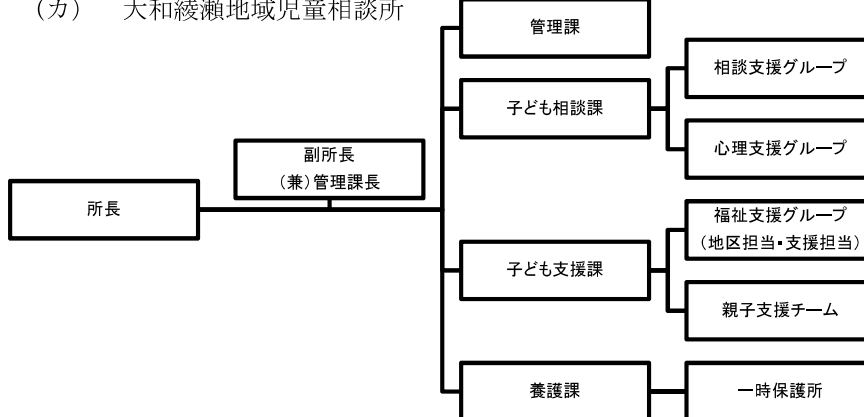 (カ)　大和綾瀬地域児童相談所
管理課
相談支援グループ
子ども相談課
心理支援グループ
副所長
(兼)管理課長
所長
福祉支援グループ
(地区担当・支援担当)
子ども支援課
親子支援チーム
養護課
一時保護所